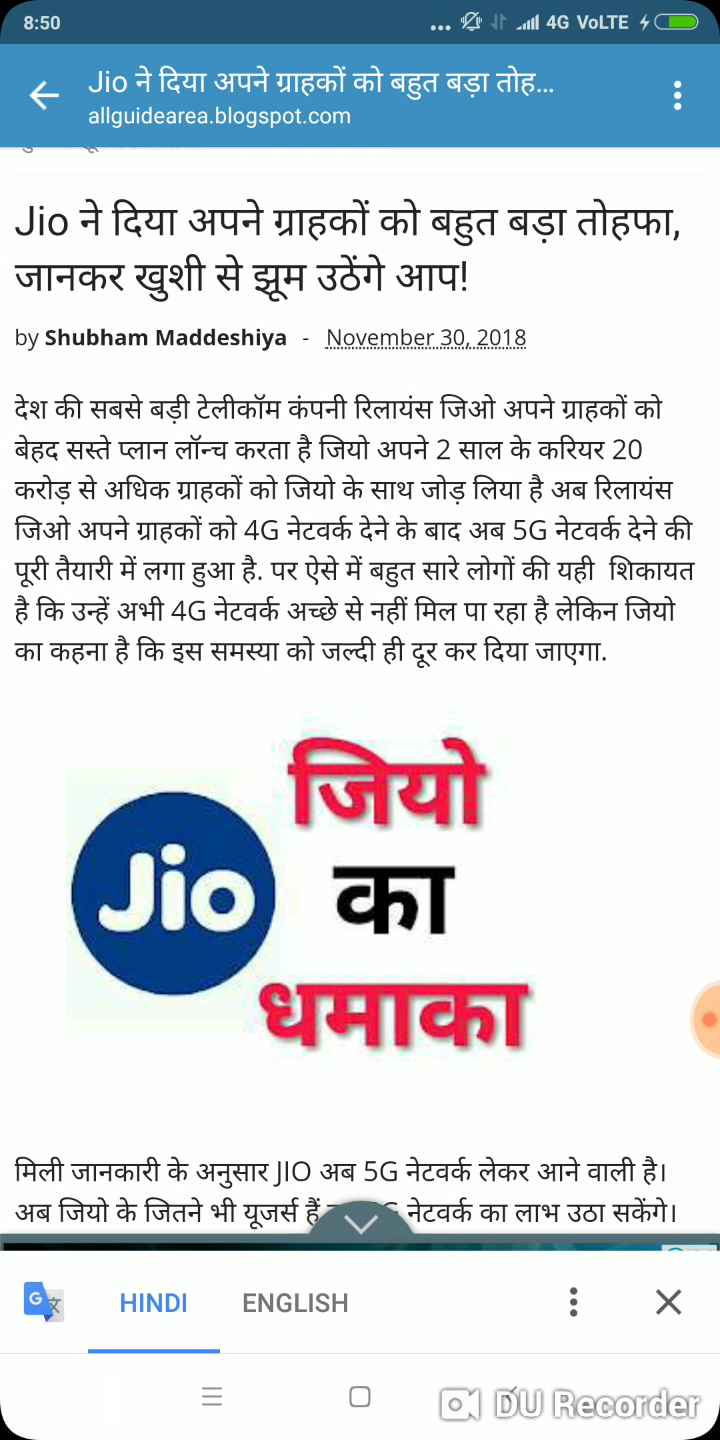 8:50
... 4G VoLTE
Jio ने दिया अपने ग्राहकों को बहुत बड़ा तोह...
allguidearea.blogspot.com
Jio ने दिया अपने ग्राहकों को बहुत बड़ा तोहफा,
जानकर खुशी से झूम उठेंगे आप!
by Shubham Maddeshiya - November 30, 2018
देश की सबसे बड़ी टेलीकॉम कंपनी रिलायंस जिओ अपने ग्राहकों को
बेहद सस्ते प्लान लॉन्च करता है जियो अपने 2 साल के करियर 20
करोड़ से अधिक ग्राहकों को जियो के साथ जोड़ लिया है अब रिलायंस
जिओ अपने ग्राहकों को 4G नेटवर्क देने के बाद अब 5G नेटवर्क देने की
पूरी तैयारी में लगा हुआ है. पर ऐसे में बहुत सारे लोगों की यही शिकायत
है कि उन्हें अभी 4G नेटवर्क अच्छे से नहीं मिल पा रहा है लेकिन जियो
का कहना है कि इस समस्या को जल्दी ही दूर कर दिया जाएगा.
जियो
Jio का
धमाका
मिली जानकारी के अनुसार JIO अब 5G नेटवर्क लेकर आने वाली है।
अब जियो के जितने भी यूजर्स हैं नेटवर्क का लाभ उठा सकेंगे।
HINDI ENGLISH
DU Recorder